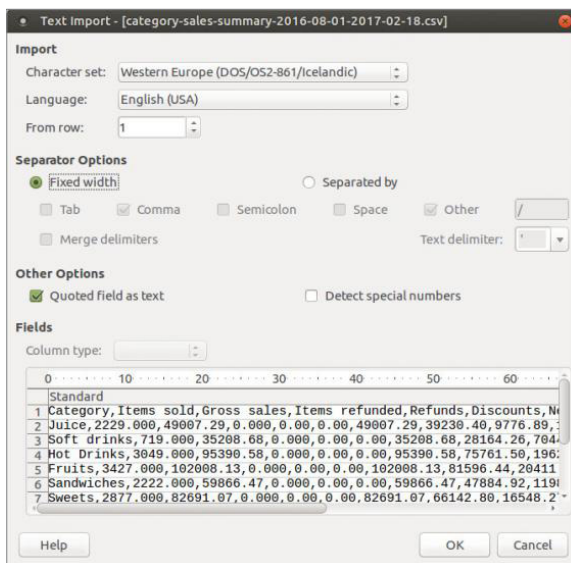 Text Import - [category-sales-summary-2016-08-01-2017-02-18.csv]
Import
Character set: Western Europe (DOS/OS2-861/Icelandic)
Language: English (USA)
From row: 1
Separator Options
Fixed width Separated by
Tab Comma Semicolon Space Other /
Merge delimiters Text delimiter: '
Other Options
Quoted field as text Detect special numbers
Fields
Column type:
0 10 20 30 40 50 60
Standard
1 Category,Items sold,Gross sales,Items refunded,Refunds,Discounts,Ne
2 Juice,2229.000,49007.29,0.000,0.00,0.00,49007.29,39230.40,9776.89,
3 Soft drinks,719.000,35208.68,0.000,0.00,0.00,35208.68,28164.26,704
4 Hot Drinks,3049.000,95390.58,0.000,0.00,0.00,95390.58,75761.50,196
5 Fruits,3427.000,102008.13,0.000,0.00,0.00,102008.13,81596.44,20411
6 Sandwiches,2222.000,59866.47,0.000,0.00,0.00,59866.47,47884.92,119
7 Sweets,2877.000,82691.07,0.000,0.00,0.00,82691.07,66142.80,16548.2
Help OK Cancel